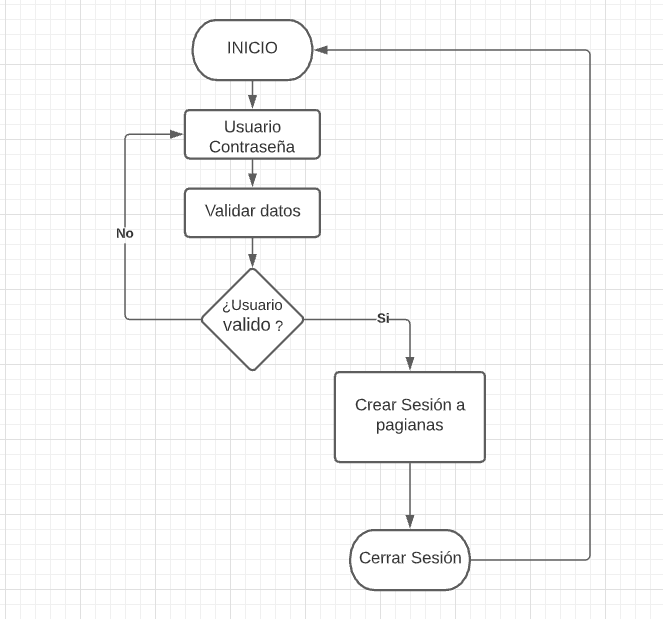 INICIO
Usuario
Contraseña
Validar datos
No
¿Usuario
valido ?
Si
Crear Sesión a
pagianas
Cerrar Sesión